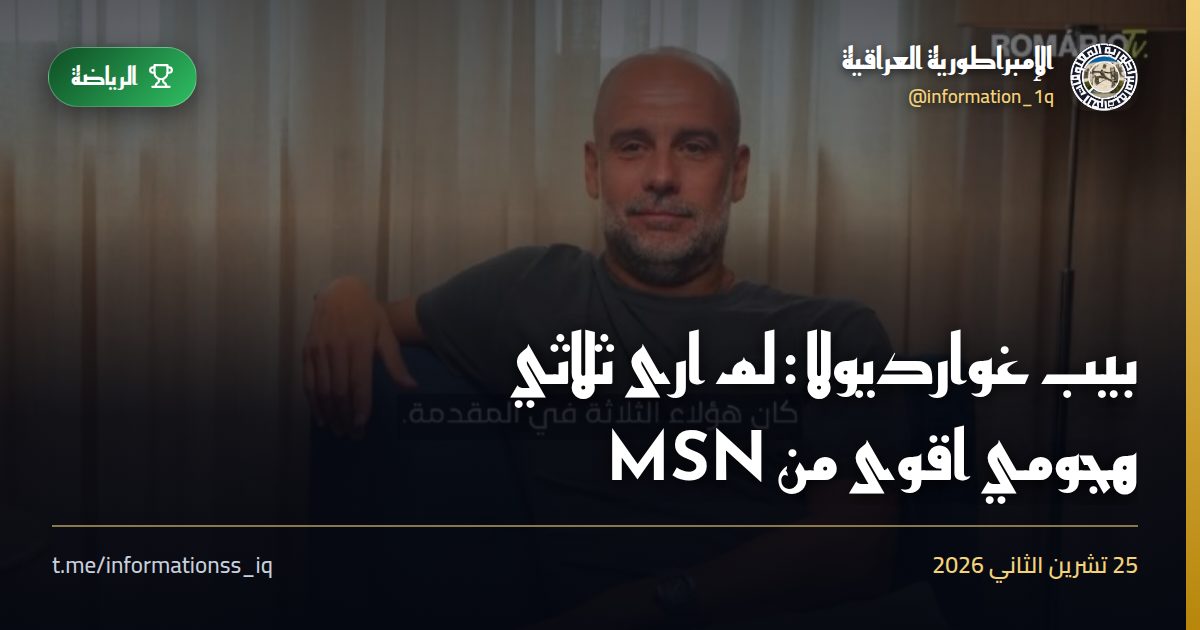 ROMÁRIO Tv.
الإمبراطورية العراقية
@information_1q
الرياضة
بيب غوارديولا: لم ارى ثلاثي
كان هؤلاء الثلاثة في المقدمة.
هجومي اقوى من MSN
25 تشرين الثاني 2026
t.me/informationss_iq